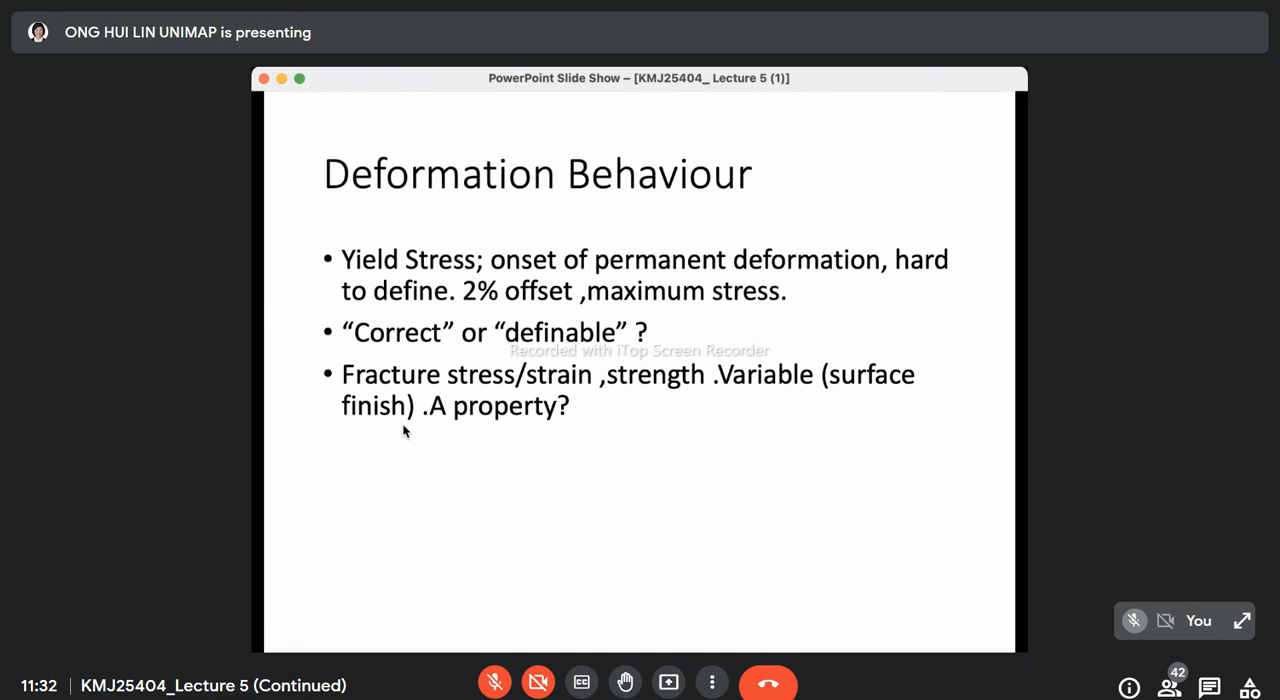 ONG HUI LIN UNIMAP is presenting
PowerPoint Slide Show – [KMJ25404_ Lecture 5 (1)]
Deformation Behaviour
• Yield Stress; onset of permanent deformation, hard
to define. 2% offset ,maximum stress.
• “Correct” or “definable” ?
Recorded with iTop Screen Recorder
• Fracture stress/strain ,strength .Variable (surface
finish) .A property?
You
11:32 | KMJ25404_Lecture 5 (Continued)
CC
42